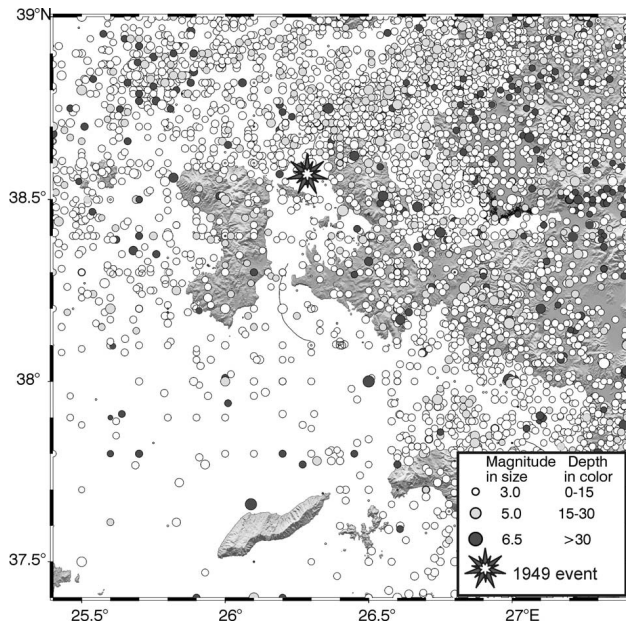 39°N
38.5°
38°
37.5°
Magnitude in size
Depth in color
3.0 0-15
5.0 15-30
6.5 >30
1949 event
25.5° 26° 26.5° 27°E